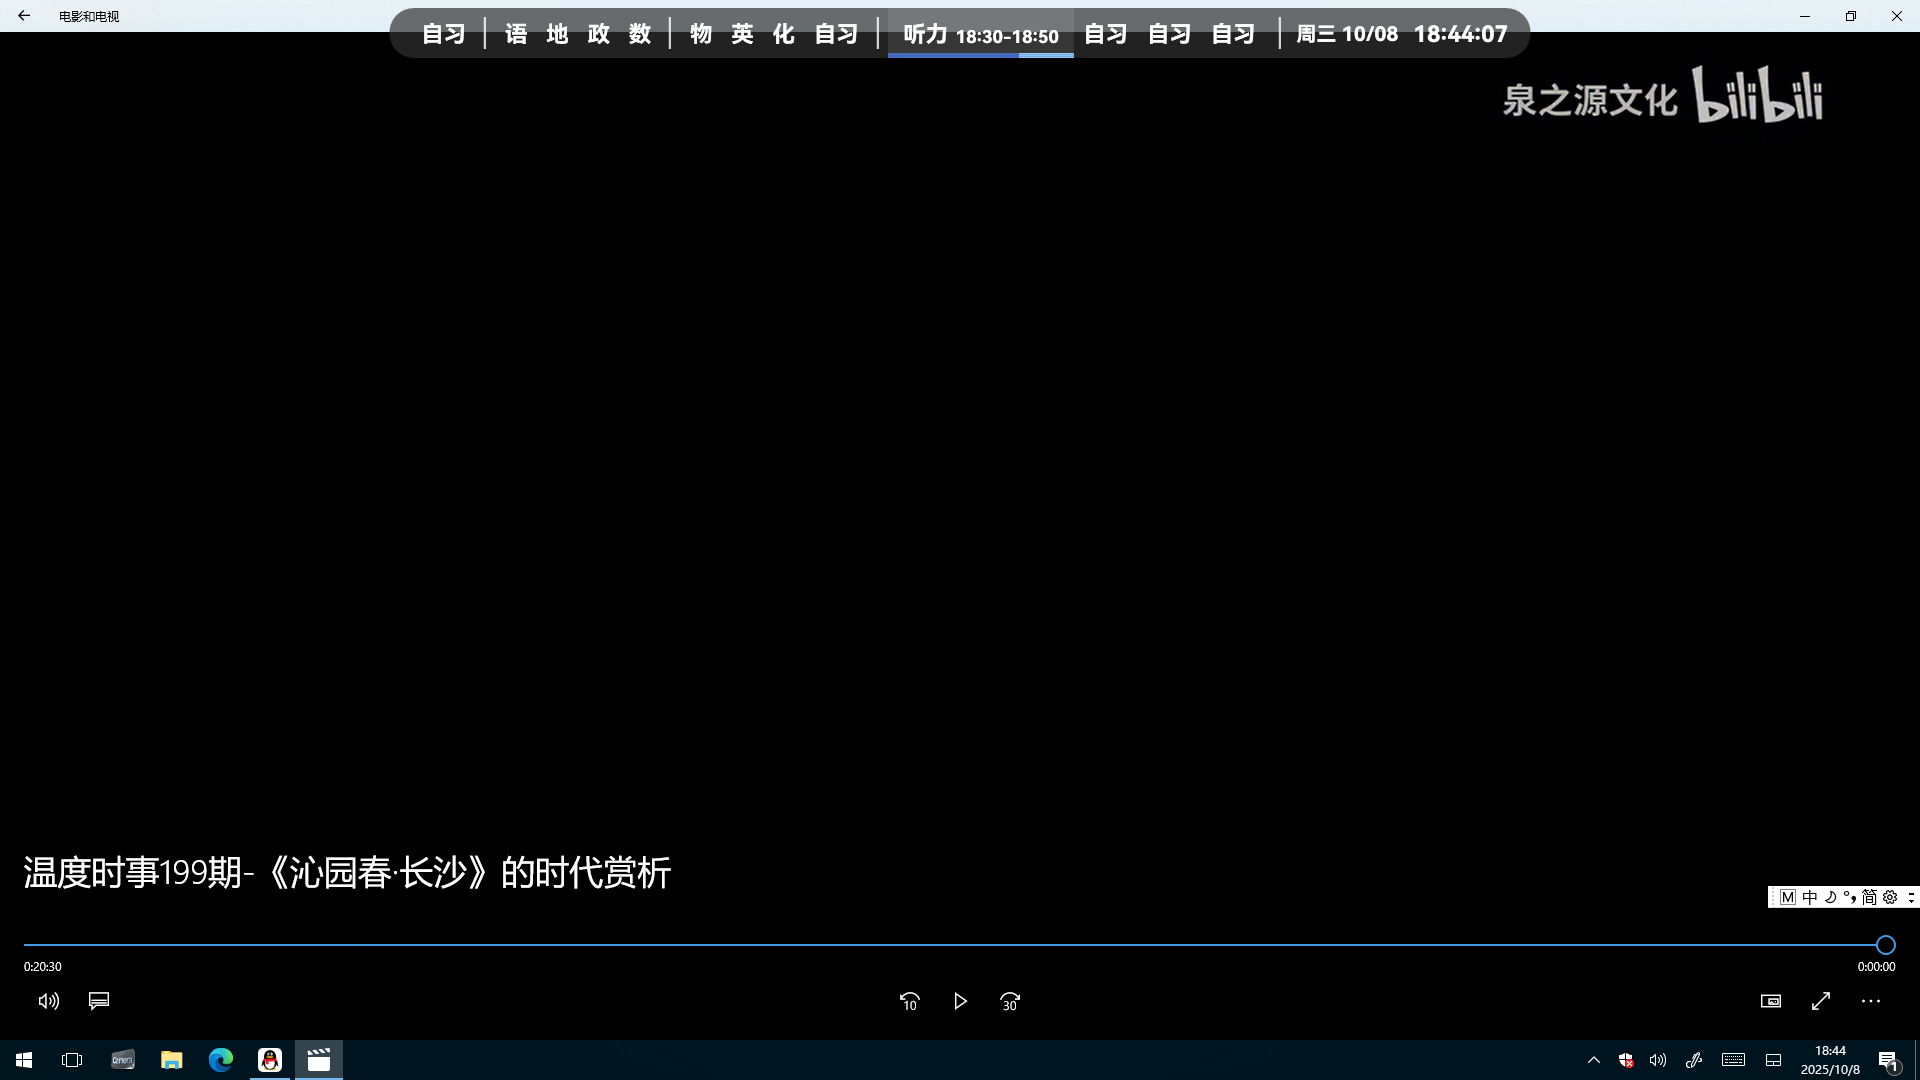 电影和电视
自习 语 地 政 数 物 英 化 自习 听力 18:30-18:50 自习 自习 自习 周三 10/08 18:44:07
泉之源文化 bilibili
温度时事199期-《沁园春·长沙》的时代赏析
M 中 简
0:20:30 0:00:00
10 30
Camera
18:44
2025/10/8
1